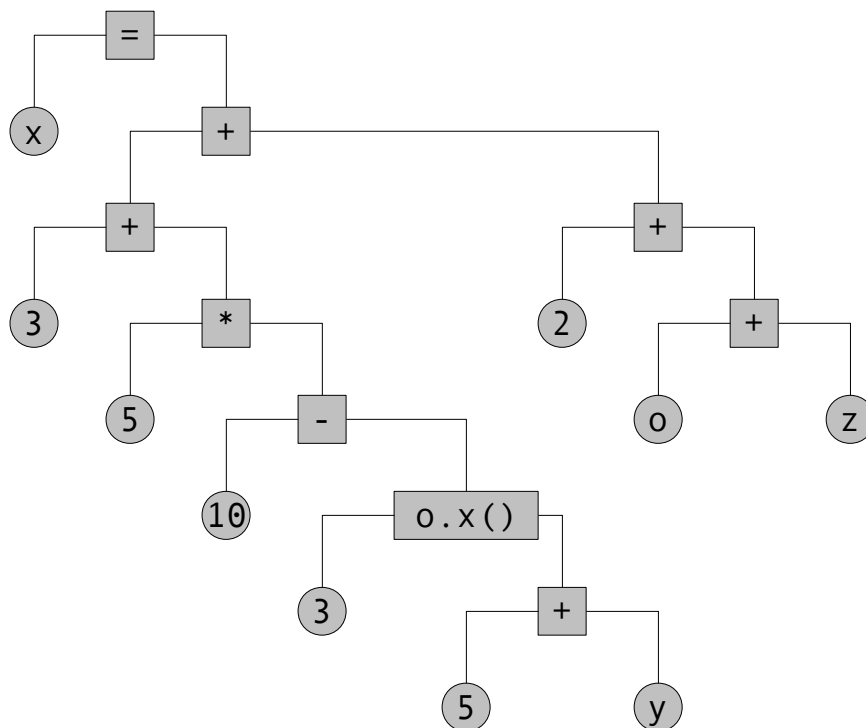 =
x +
+ +
3 * 2 +
5 - o z
10 o.x()
3 +
5 y